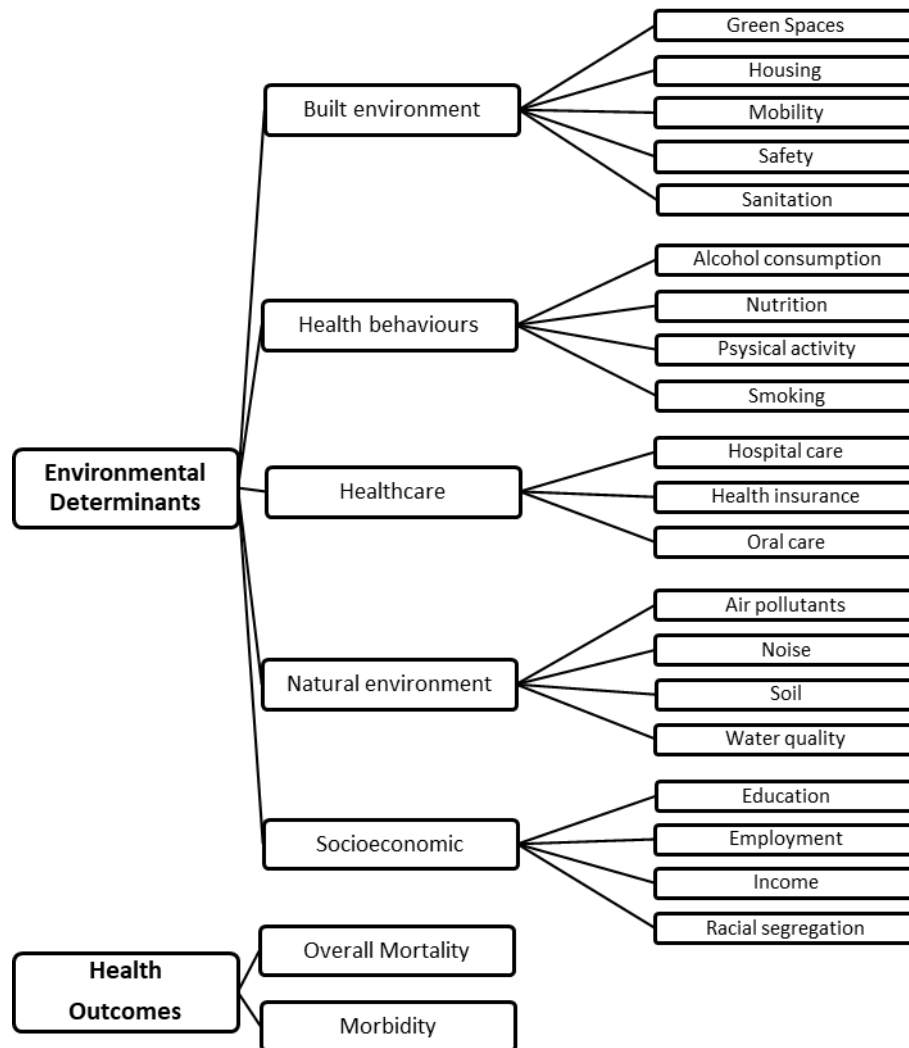 Green Spaces
Housing
Built environment
Mobility
Safety
Sanitation
Alcohol consumption
Nutrition
Health behaviours
Psysical activity
Smoking
Environmental
Determinants
Hospital care
Healthcare
Health insurance
Oral care
Air pollutants
Noise
Natural environment
Soil
Water quality
Education
Employment
Socioeconomic
Income
Racial segregation
Health
Outcomes
Overall Mortality
Morbidity